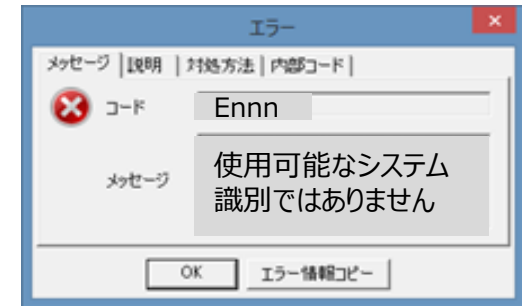 エラー
メッセージ 説明 対処方法 内部コード
コード Ennn
メッセージ 使用可能なシステム
識別ではありません
OK エラー情報コピー